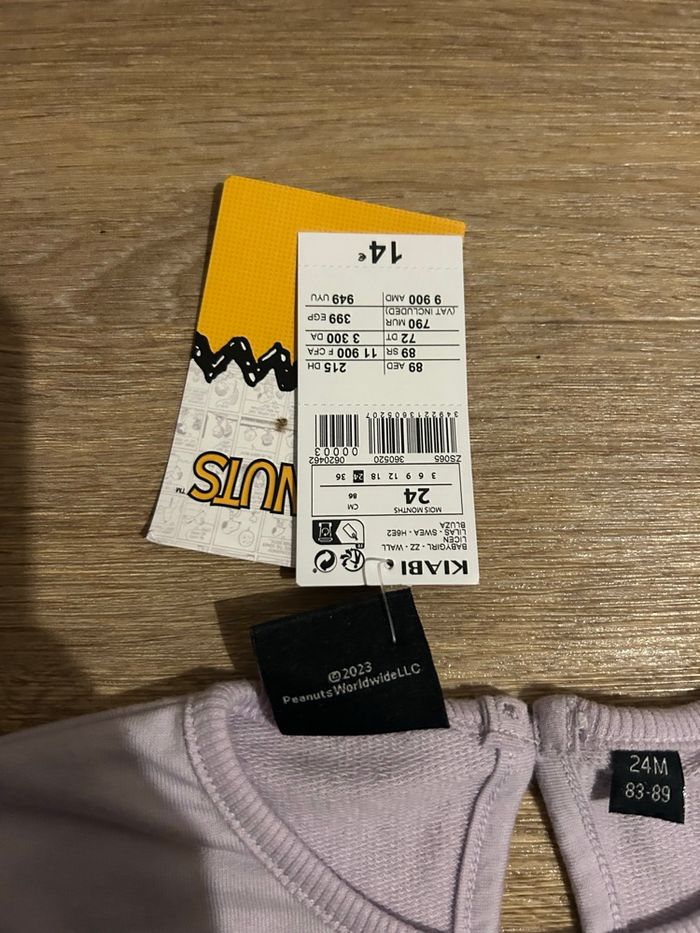 KIABI
BABYGIRL - ZZ - WALL
LICEN
LILAS - SWEA - H6E2
BLUZA
MOIS MONTHS CM
24 86
3 6 9 12 18 24 36
ZS065 360520 0620462
00003
3492213605207
89 AED 215 DH
89 SR 11 900 F CFA
72 DT 3 300 DA
790 MUR 399 EGP
(VAT INCLUDED)
9 900 AMD 949 UYU
14€
NUTS™
©2023
PeanutsWorldwideLLC
24M
83-89